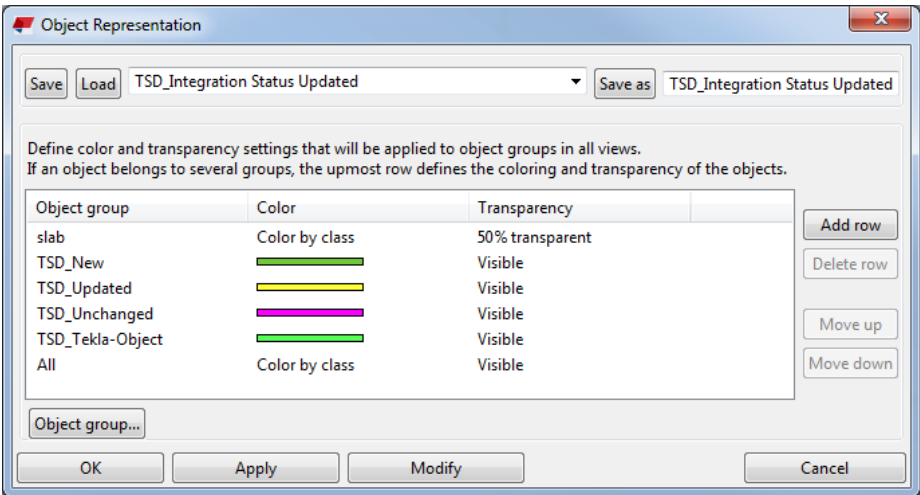 Object Representation
Save Load TSD_Integration Status Updated Save as TSD_Integration Status Updated
Define color and transparency settings that will be applied to object groups in all views.
If an object belongs to several groups, the upmost row defines the coloring and transparency of the objects.
Object group Color Transparency
slab Color by class 50% transparent
TSD_New Visible
TSD_Updated Visible
TSD_Unchanged Visible
TSD_Tekla-Object Visible
All Color by class Visible
Add row
Delete row
Move up
Move down
Object group...
OK Apply Modify Cancel